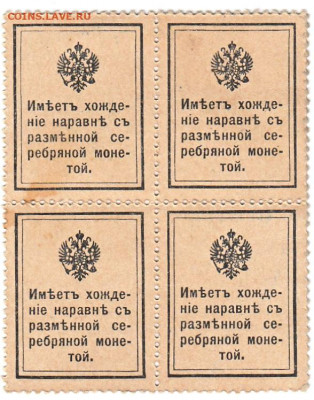 coins.lave.ru
Имѣетъ хожде-
ніе наравнѣ съ
размѣнной се-
ребряной моне-
той.
Имѣетъ хожде-
ніе наравнѣ съ
размѣнной се-
ребряной моне-
той.
Имѣетъ хожде-
ніе наравнѣ съ
размѣнной се-
ребряной моне-
той.
Имѣетъ хожде-
ніе наравнѣ съ
размѣнной се-
ребряной моне-
той.